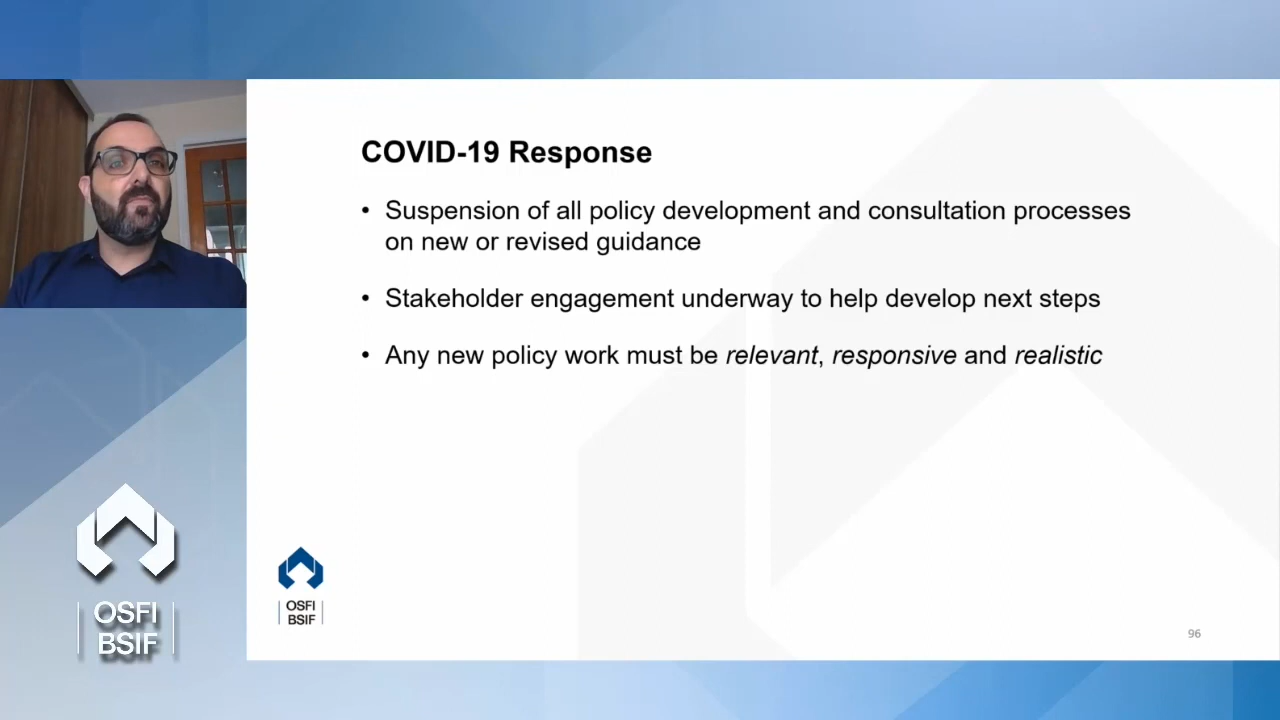 COVID-19 Response
• Suspension of all policy development and consultation processes
on new or revised guidance
• Stakeholder engagement underway to help develop next steps
• Any new policy work must be relevant, responsive and realistic
OSFI
BSIF
OSFI
BSIF
96